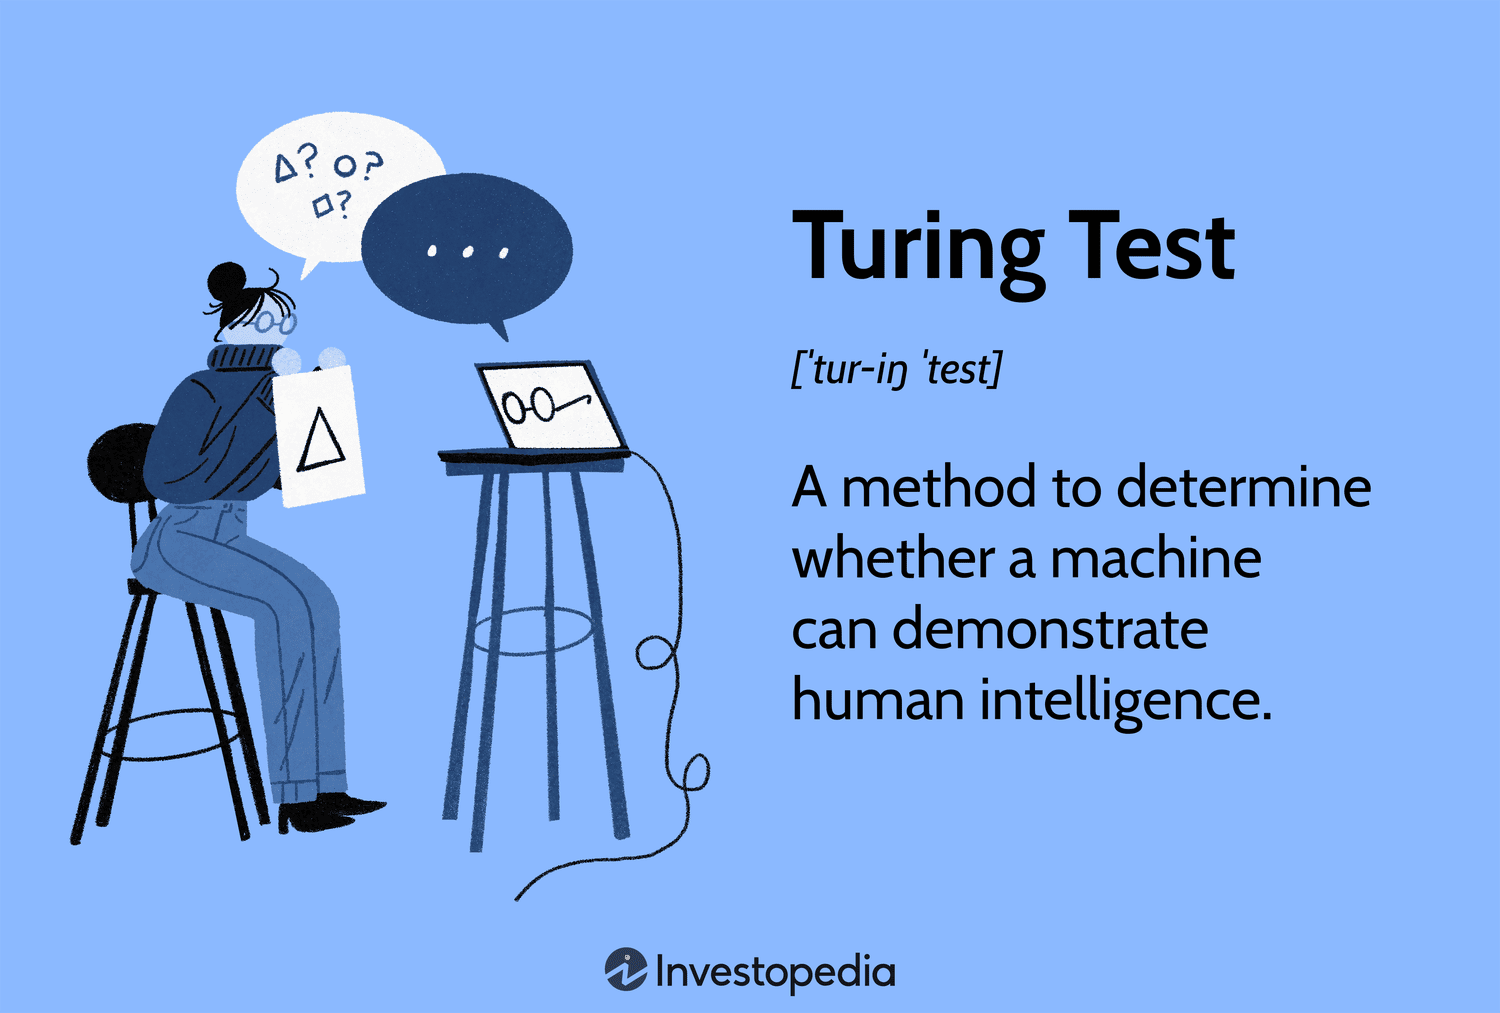 Δ? O?
□?
...
Turing Test
[ˈtur-iŋ ˈtest]
A method to determine
whether a machine
can demonstrate
human intelligence.
Investopedia